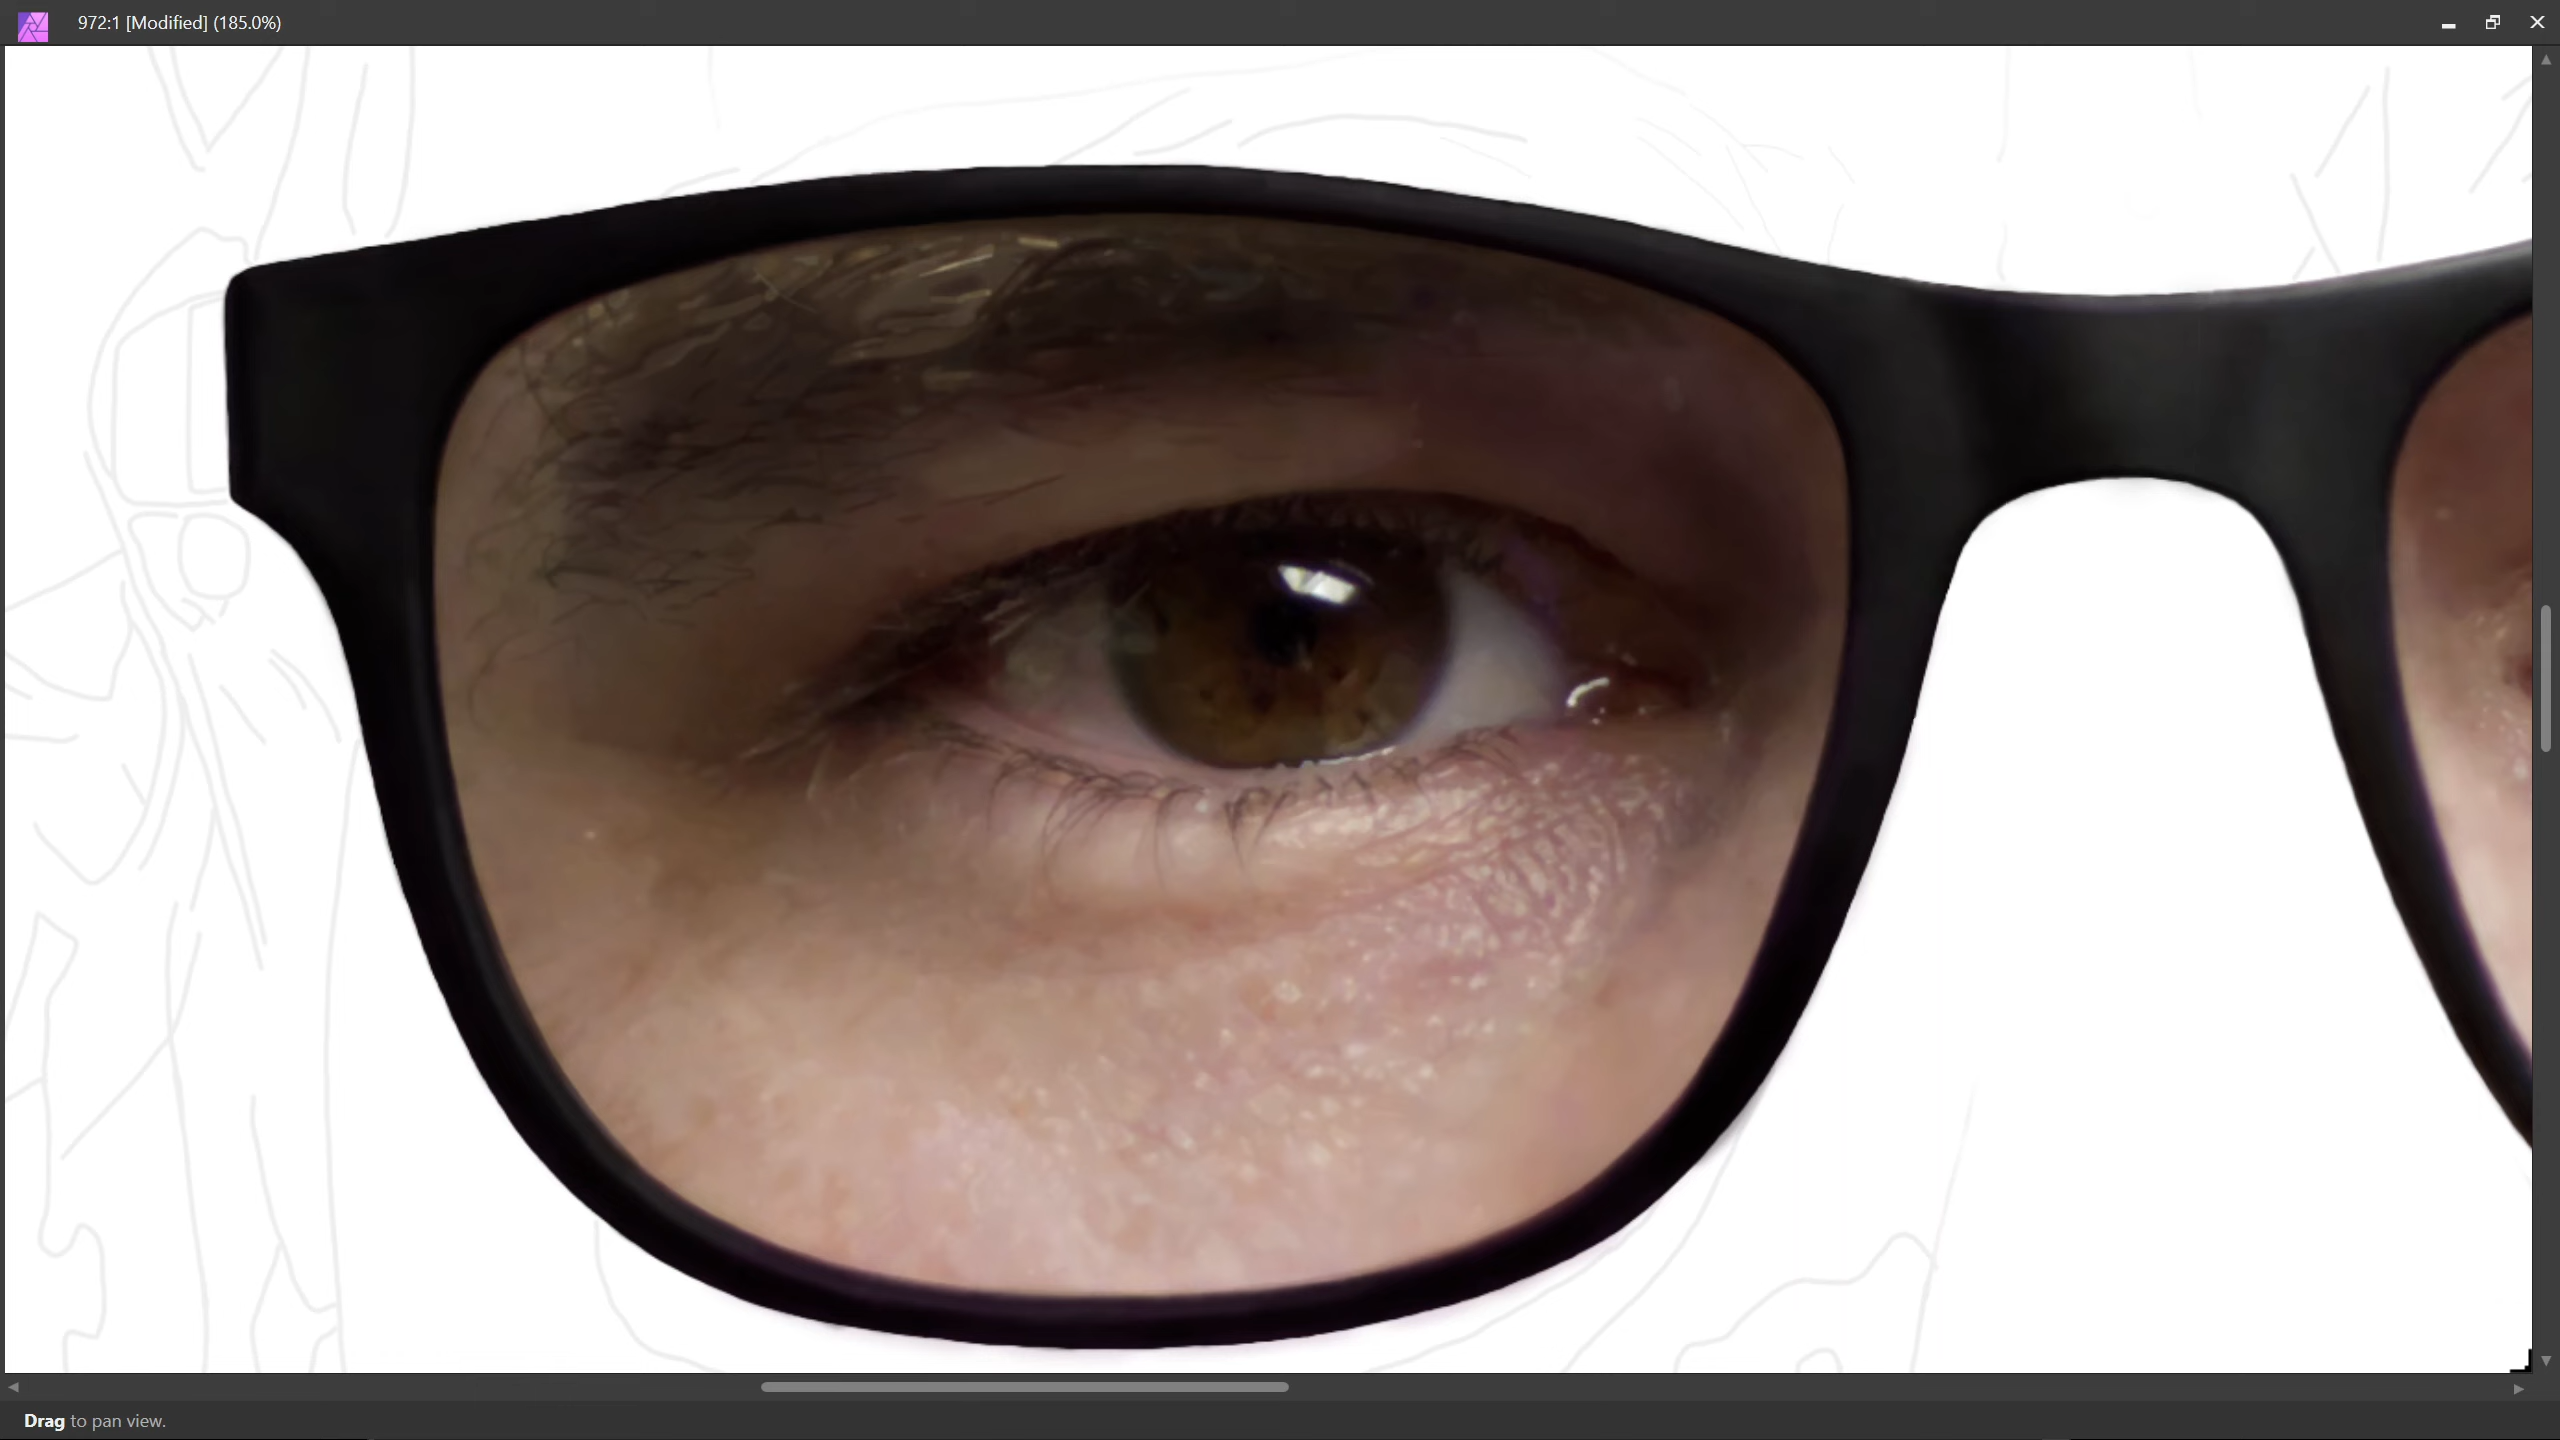 972:1 [Modified] (185.0%)
Drag to pan view.